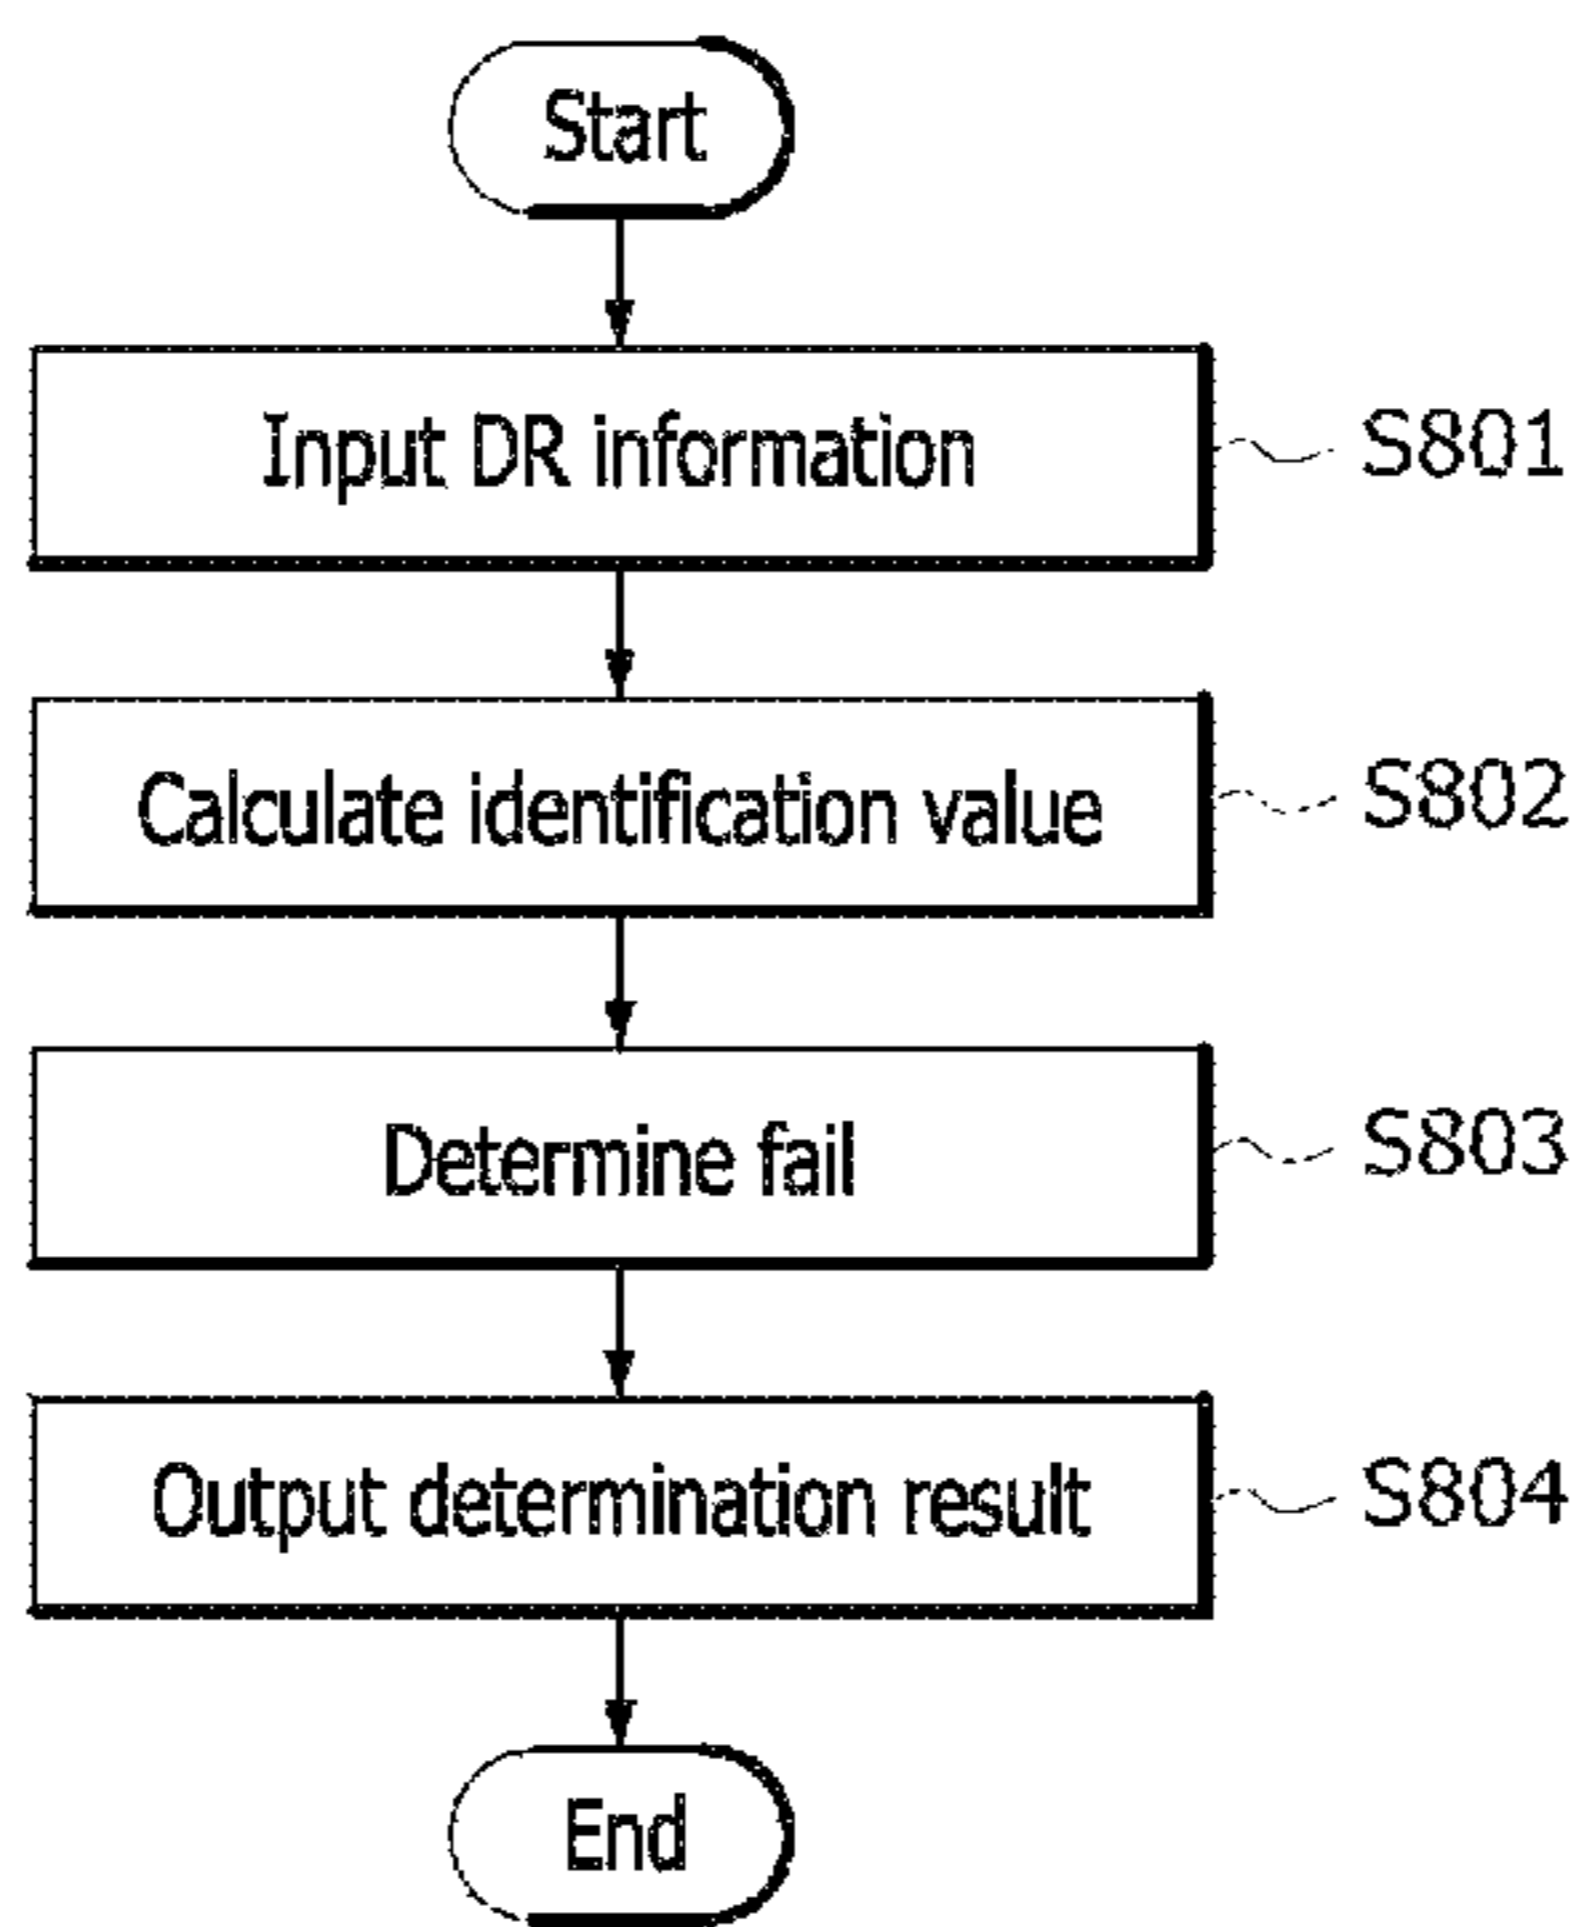 Start
Input DR information
S801
Calculate identification value
S802
Determine fail
S803
Output determination result
S804
End